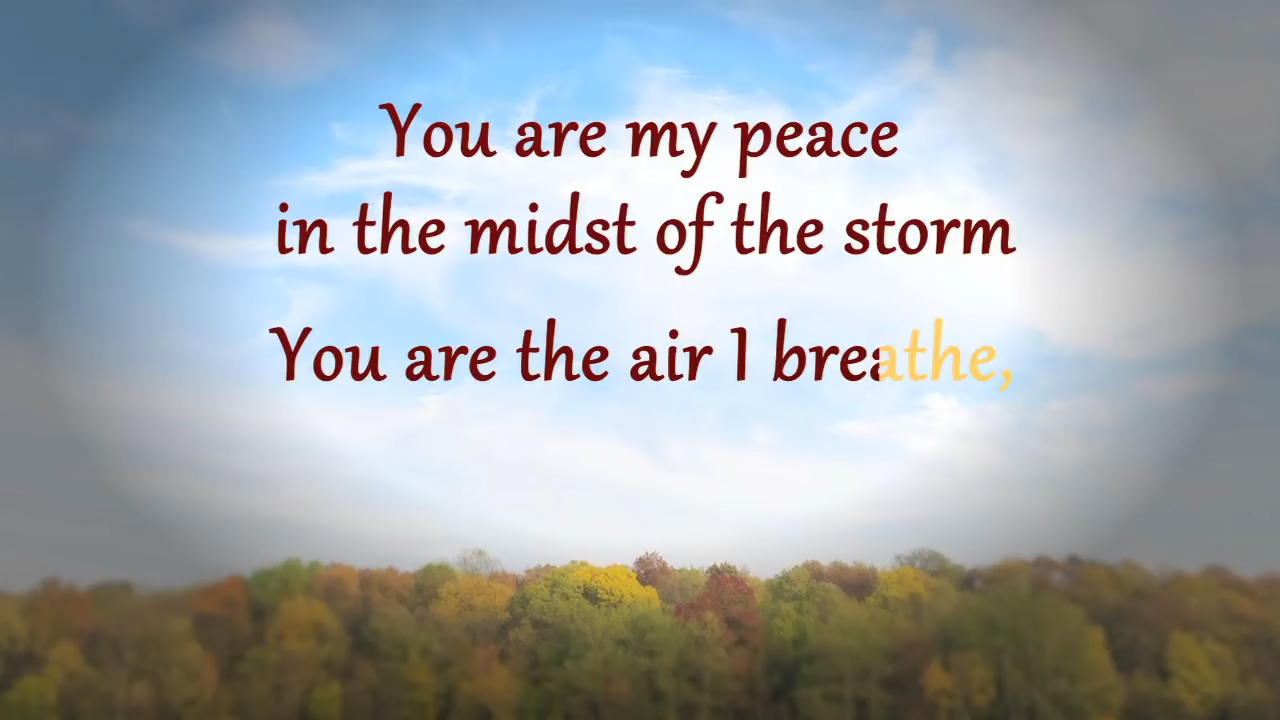 You are my peace
in the midst of the storm
You are the air I breathe,